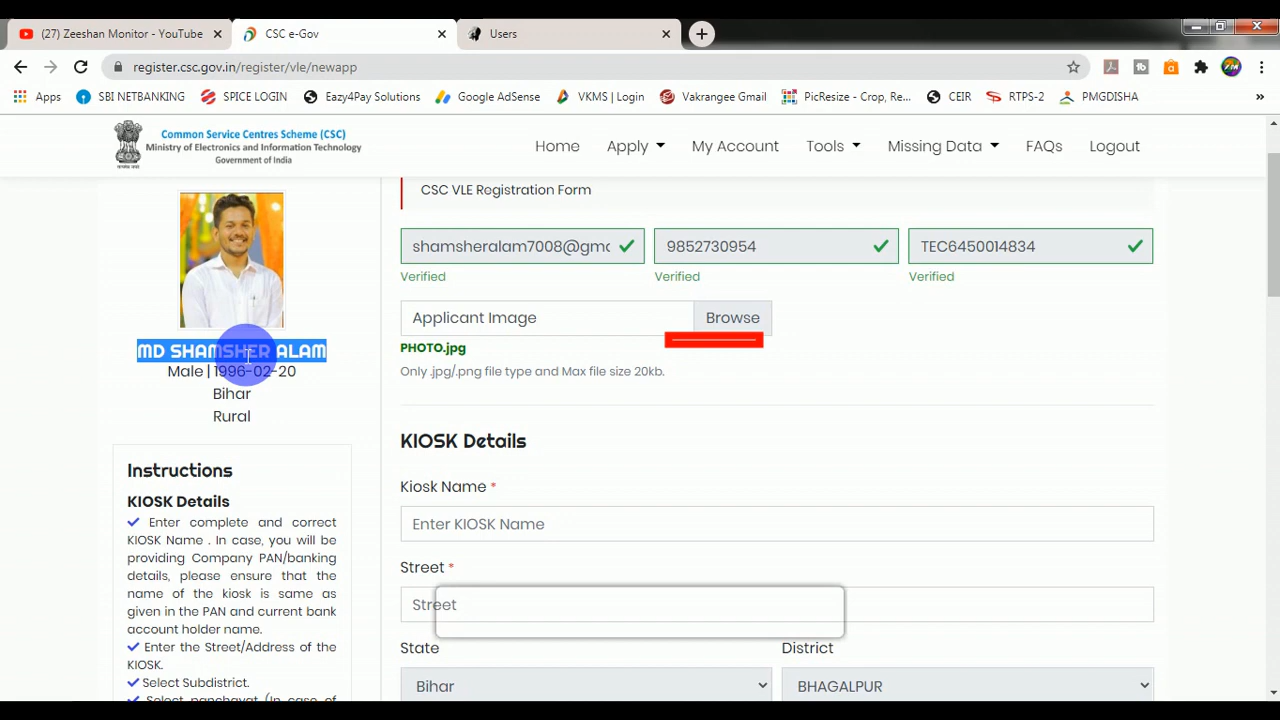 (27) Zeeshan Monitor - YouTube
CSC e-Gov
Users
register.csc.gov.in/register/vle/newapp
Apps
SBI NETBANKING
SPICE LOGIN
Eazy4Pay Solutions
Google AdSense
VKMS | Login
Vakrangee Gmail
PicResize - Crop, Re...
CEIR
RTPS-2
PMGDISHA
»
Common Service Centres Scheme (CSC)
Ministry of Electronics and Information Technology
Government of India
Home
Apply
My Account
Tools
Missing Data
FAQs
Logout
MD SHAMSHER ALAM
Male | 1996-02-20
Bihar
Rural
Instructions
KIOSK Details
Enter complete and correct
KIOSK Name . In case, you will be
providing Company PAN/banking
details, please ensure that the
name of the kiosk is same as
given in the PAN and current bank
account holder name.
Enter the Street/Address of the
KIOSK.
Select Subdistrict.
Select panchayat (In case of
CSC VLE Registration Form
shamsheralam7008@gma
9852730954
TEC6450014834
Verified
Verified
Verified
Applicant Image
Browse
PHOTO.jpg
Only .jpg/.png file type and Max file size 20kb.
KIOSK Details
Kiosk Name *
Enter KIOSK Name
Street *
Street
State
District
Bihar
BHAGALPUR